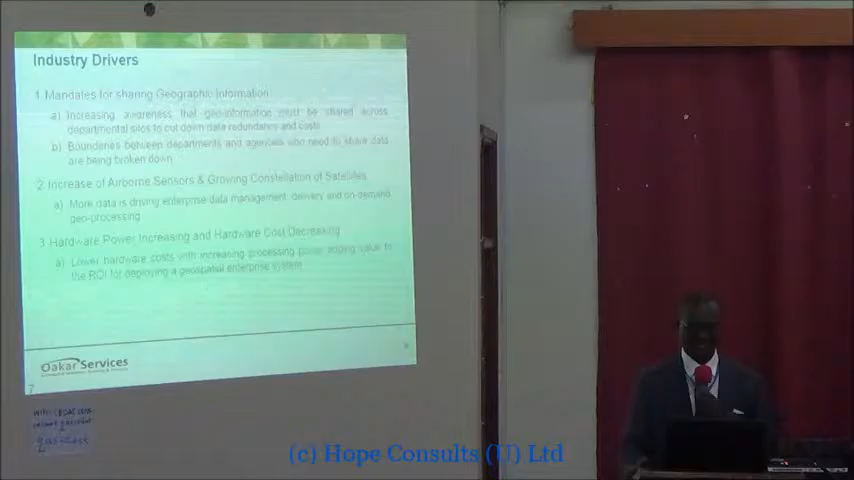 Industry Drivers
1 Mandates for sharing Geographic Information
a) Increasing awareness that geo-information must be shared across
departmental silos to cut down data redundancy and costs
b) Boundaries between departments and agencies who need to share data
are being broken down
2 Increase of Airborne Sensors & Growing Constellation of Satellites
a) More data is driving enterprise data management, delivery and on-demand
geo-processing
3 Hardware Power Increasing and Hardware Cost Decreasing
a) Lower hardware costs with increasing processing power adding value to
the ROI for deploying a geospatial enterprise system
Oakar Services
7
(c) Hope Consults (U) Ltd